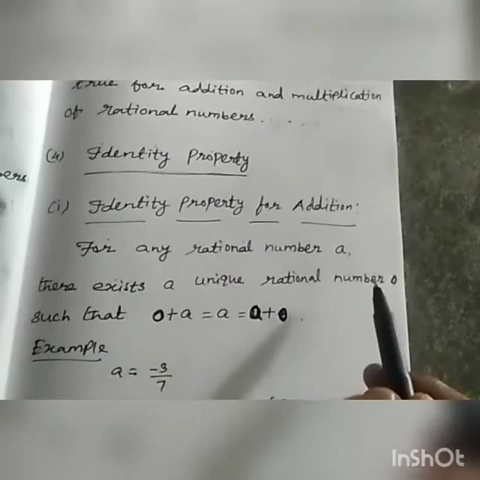 true for addition and multiplication
of rational numbers....
(4) Identity Property
ers
(i) Identity Property for Addition:
For any rational number a,
there exists a unique rational number 0
such that 0+a = a = a+0.
Example
a = -3/7
InShOt